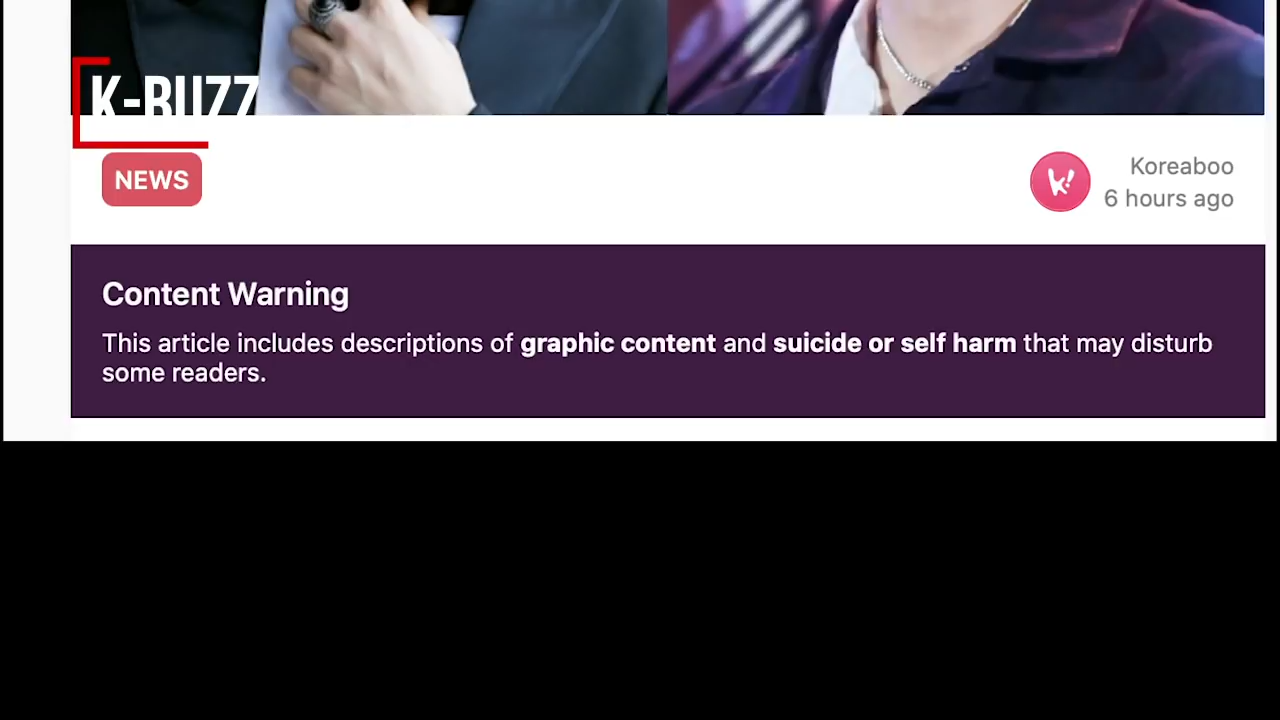 K-BUZZ
NEWS
Koreaboo
6 hours ago
Content Warning
This article includes descriptions of graphic content and suicide or self harm that may disturb
some readers.